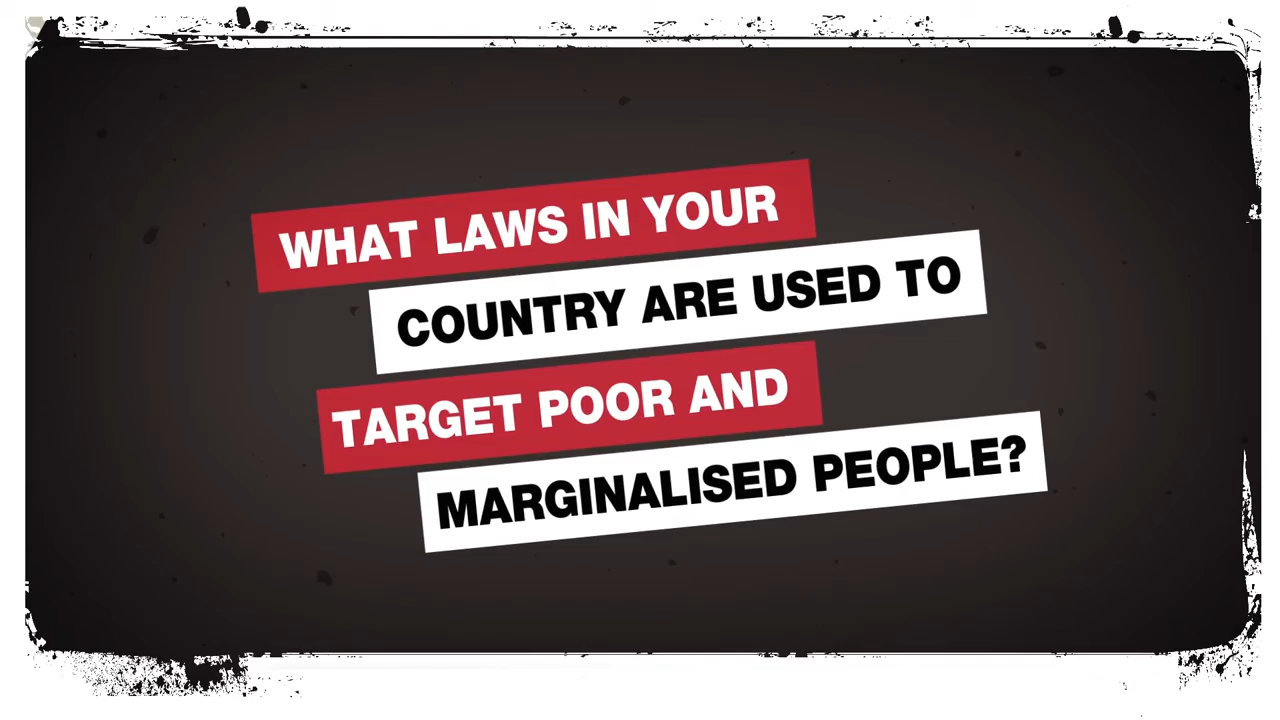 WHAT LAWS IN YOUR
COUNTRY ARE USED TO
TARGET POOR AND
MARGINALISED PEOPLE?